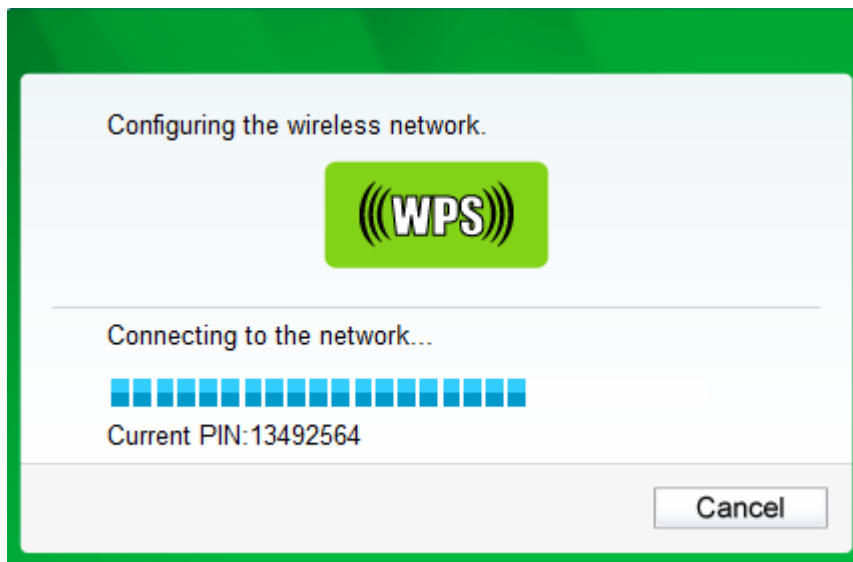 Configuring the wireless network.
WPS
Connecting to the network...
Current PIN:13492564
Cancel